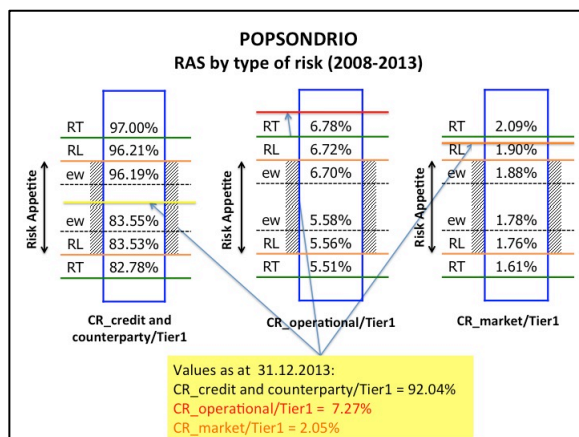 POPSONDRIO
RAS by type of risk (2008-2013)
Risk Appetite
RT 97.00%
RL 96.21%
ew 96.19%
ew 83.55%
RL 83.53%
RT 82.78%
CR_credit and
counterparty/Tier1
Risk Appetite
RT 6.78%
RL 6.72%
ew 6.70%
ew 5.58%
RL 5.56%
RT 5.51%
CR_operational/Tier1
Risk Appetite
RT 2.09%
RL 1.90%
ew 1.88%
ew 1.78%
RL 1.76%
RT 1.61%
CR_market/Tier1
Values as at 31.12.2013:
CR_credit and counterparty/Tier1 = 92.04%
CR_operational/Tier1 = 7.27%
CR_market/Tier1 = 2.05%